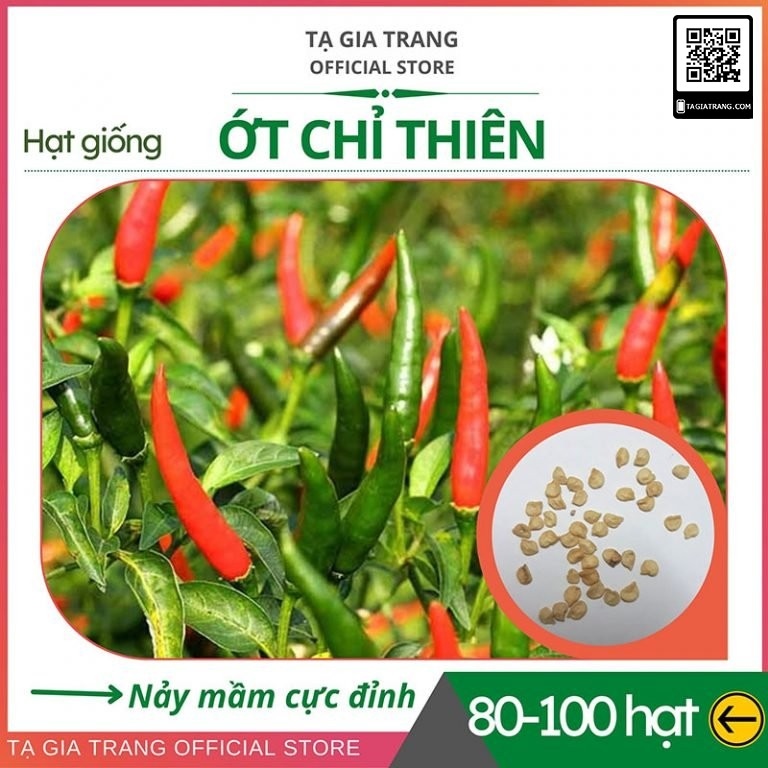 TẠ GIA TRANG
OFFICIAL STORE
TAGIATRANG.COM
Hạt giống
ỚT CHỈ THIÊN
Nảy mầm cực đỉnh
80-100 hạt
TẠ GIA TRANG OFFICIAL STORE